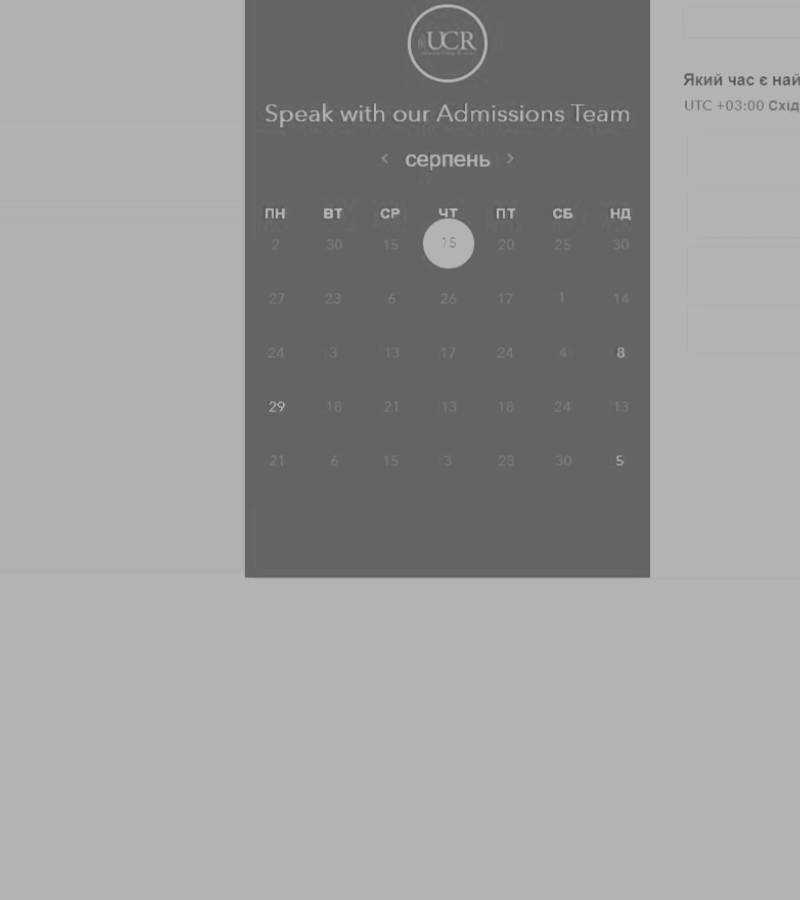 UCR
Speak with our Admissions Team
‹ серпень ›
ПН ВТ СР ЧТ ПТ СБ НД
2 30 15 15 20 25 30
27 23 6 26 17 1 14
24 3 13 17 24 4 8
29 18 21 13 18 24 13
21 6 15 3 28 30 5
Який час є най
UTC +03:00 Схід